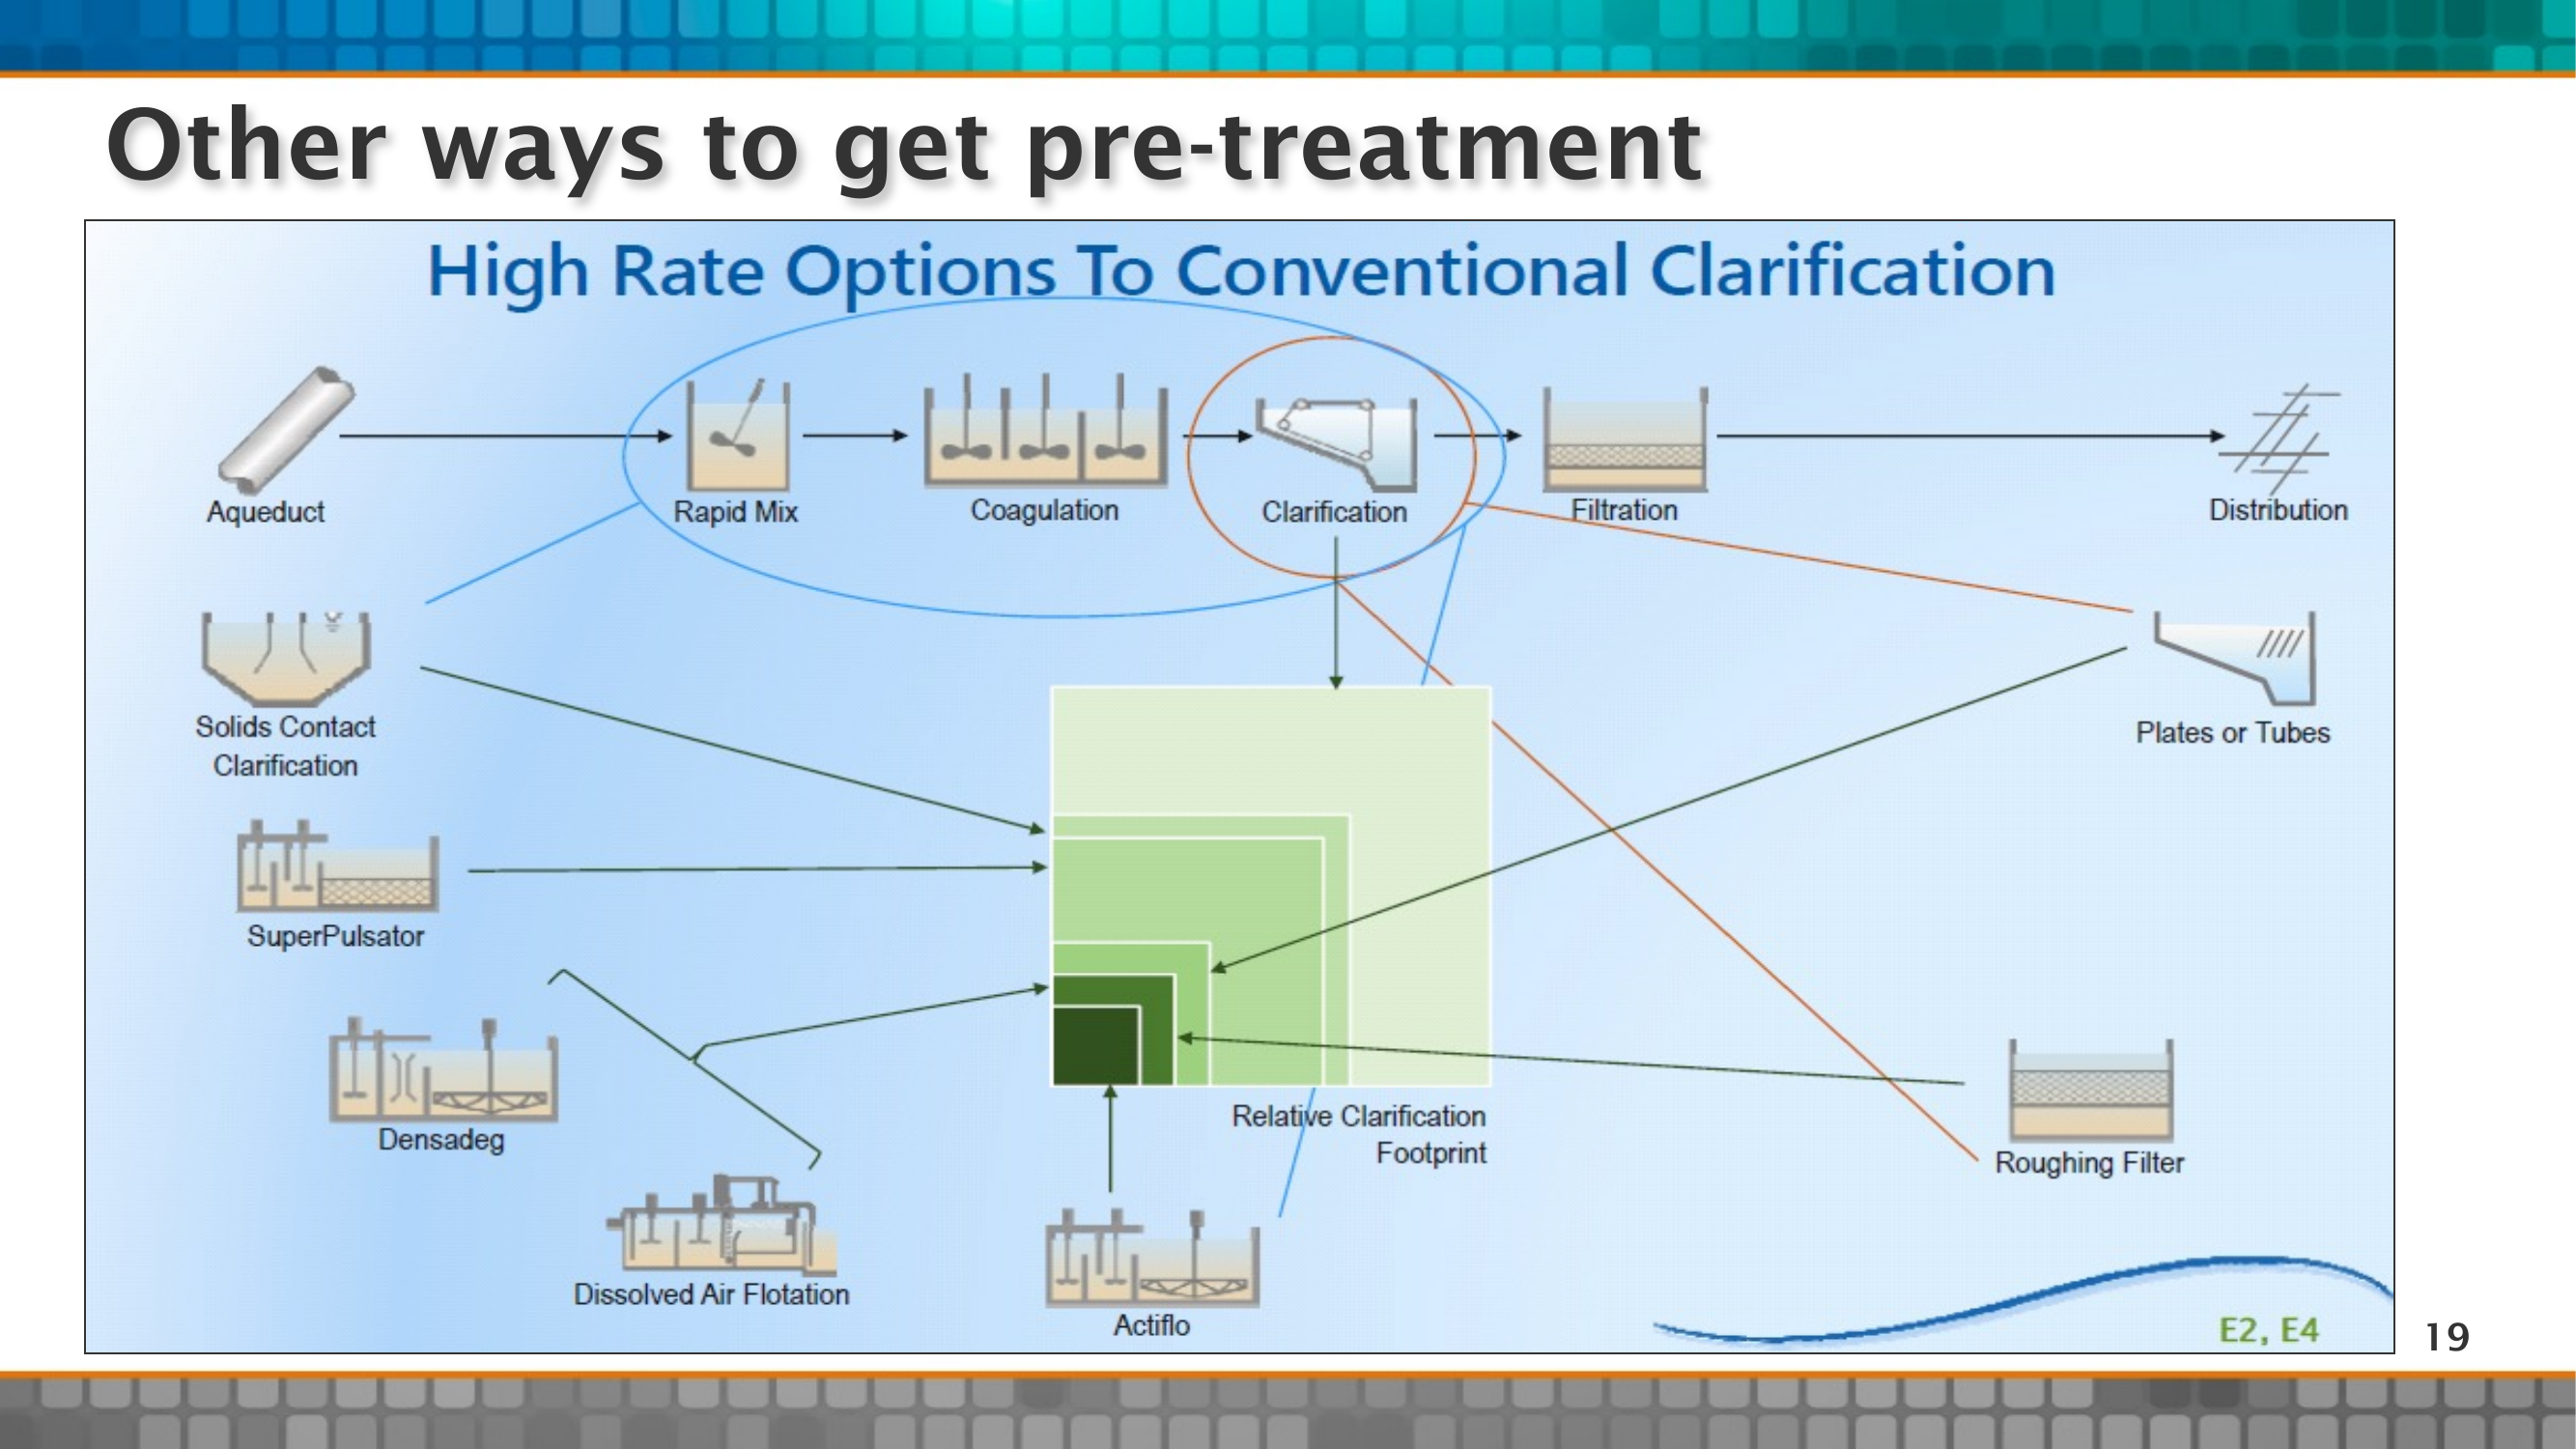 Other ways to get pre-treatment
High Rate Options To Conventional Clarification
Aqueduct
Rapid Mix
Coagulation
Clarification
Filtration
Distribution
Solids Contact
Clarification
Plates or Tubes
SuperPulsator
Densadeg
Relative Clarification
Footprint
Roughing Filter
Dissolved Air Flotation
Actiflo
E2, E4
19